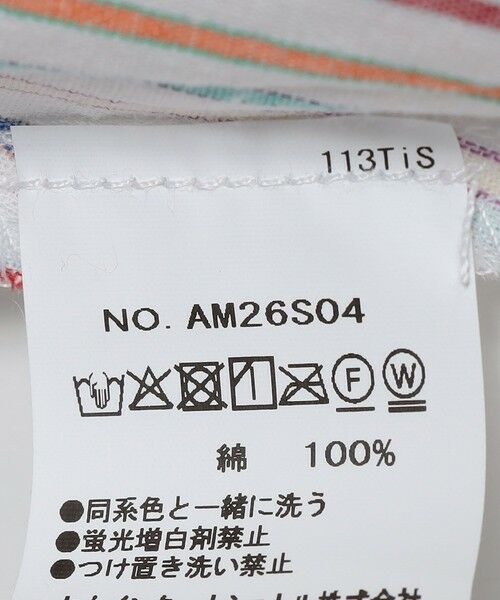 113TiS
NO. AM26S04
F W
綿 100%
●同系色と一緒に洗う
●蛍光増白剤禁止
●つけ置き洗い禁止